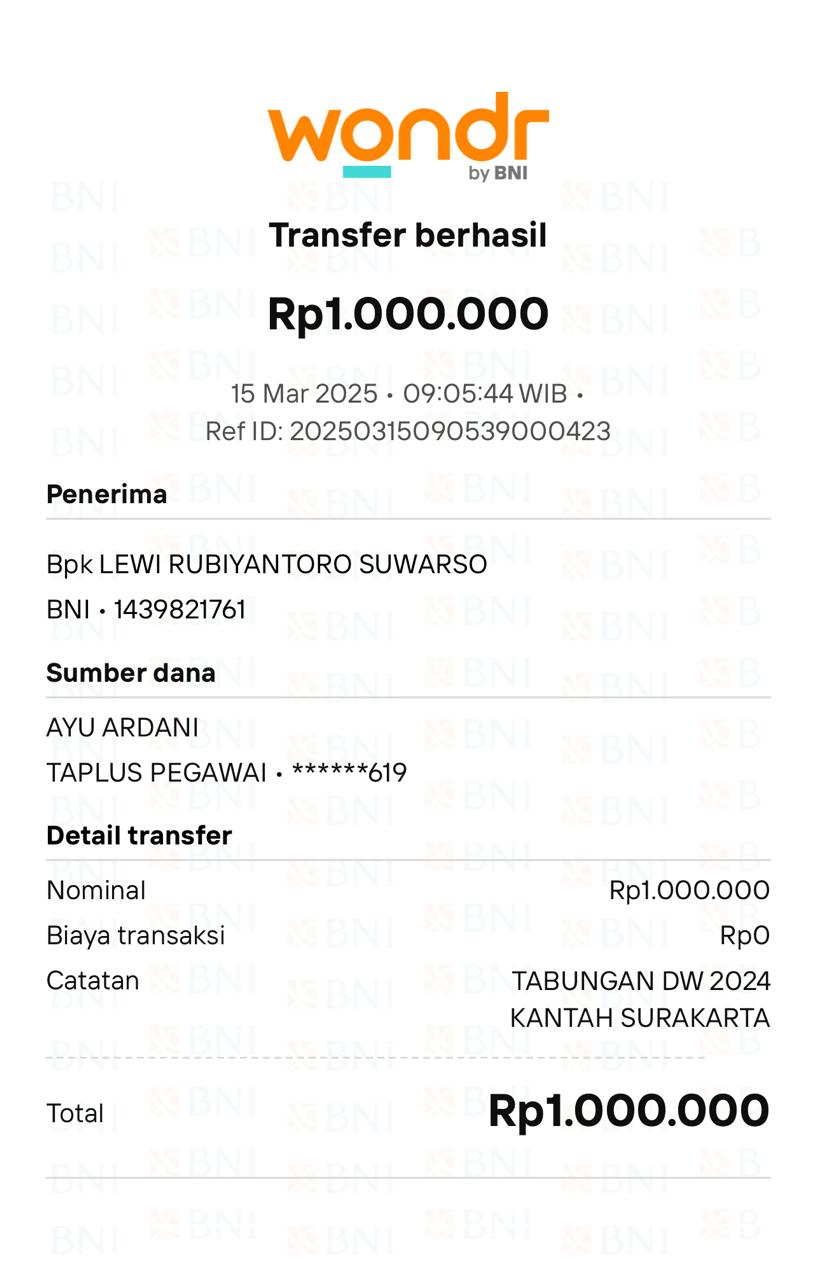 wondr
by BNI
Transfer berhasil
Rp1.000.000
15 Mar 2025 • 09:05:44 WIB •
Ref ID: 20250315090539000423
Penerima
Bpk LEWI RUBIYANTORO SUWARSO
BNI • 1439821761
Sumber dana
AYU ARDANI
TAPLUS PEGAWAI • ******619
Detail transfer
Nominal Rp1.000.000
Biaya transaksi Rp0
Catatan TABUNGAN DW 2024
KANTAH SURAKARTA
Total Rp1.000.000